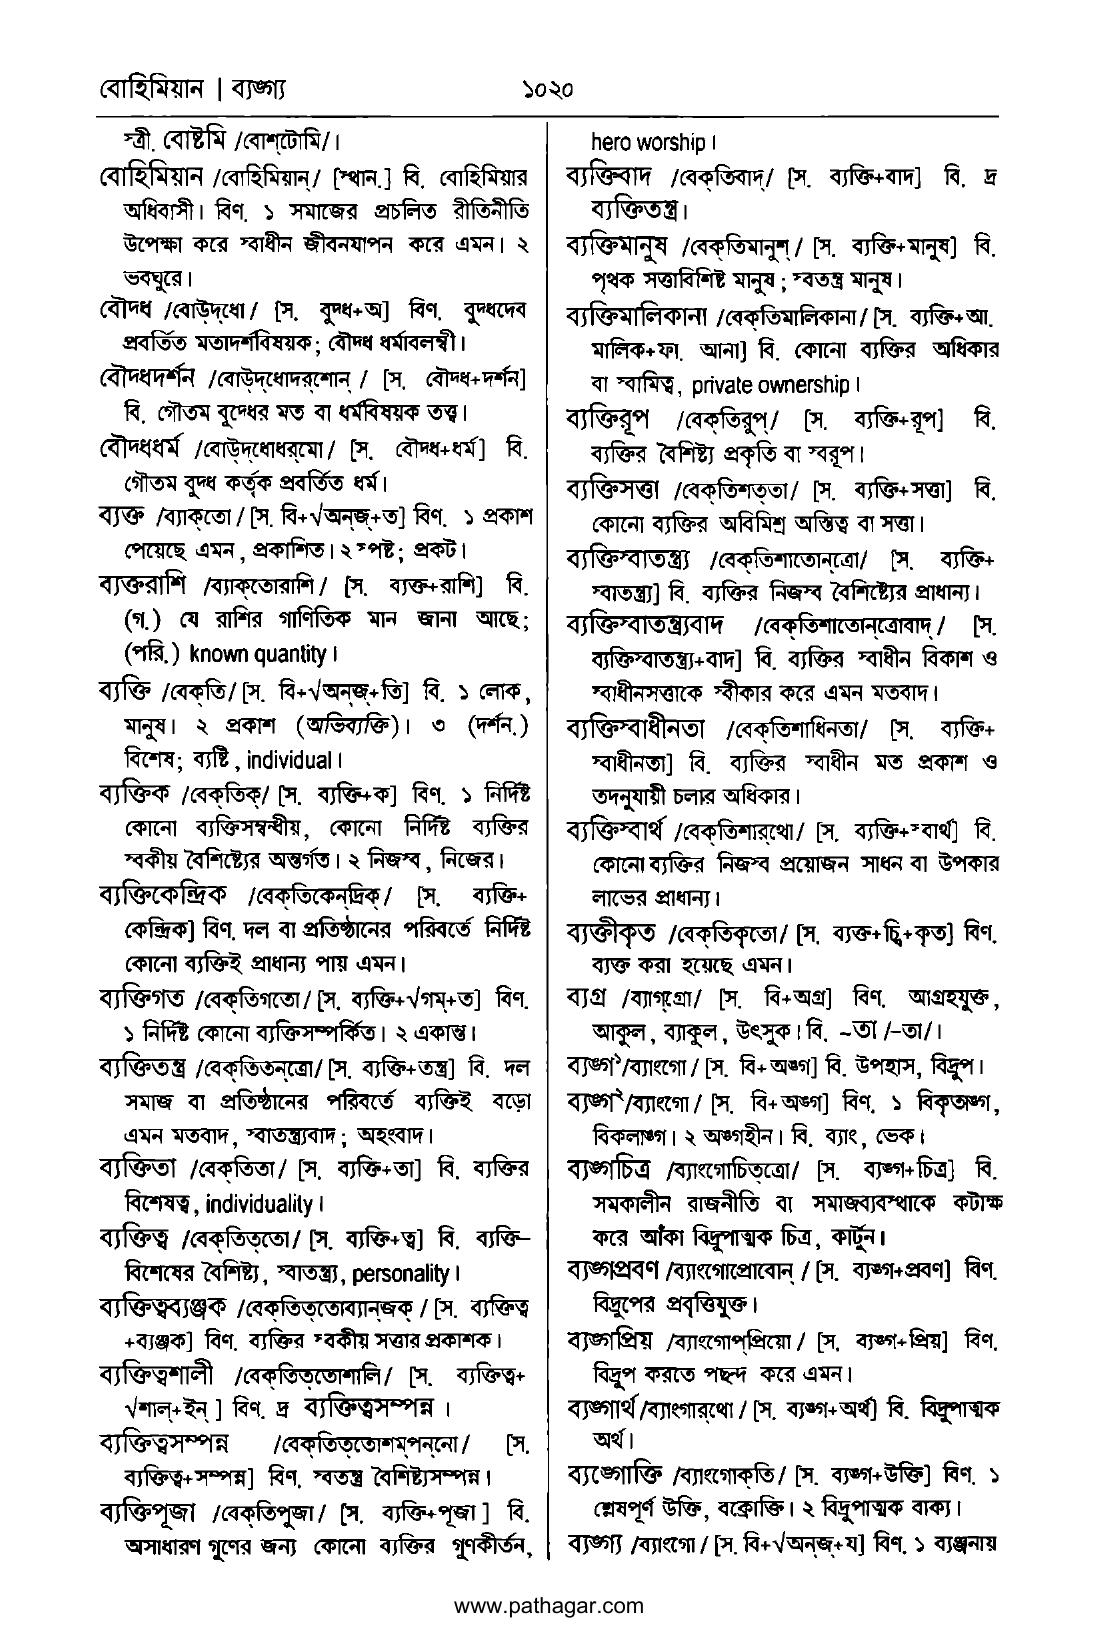 বোহিমিয়ান | ব্যঙ্গ্য
১০২০
স্ত্রী. বোষ্টমি /বোশ্‌টোমি/।
বোহিমিয়ান /বোহিমিয়ান্‌/ [স্থান.] বি. বোহিমিয়ার
অধিবাসী। বিণ. ১ সমাজের প্রচলিত রীতিনীতি
উপেক্ষা করে স্বাধীন জীবনযাপন করে এমন। ২
ভবঘুরে।
বৌদ্ধ /বোউদ্‌ধো/ [স. বুদ্ধ+অ] বিণ. বুদ্ধদেব
প্রবর্তিত মতাদর্শবিষয়ক; বৌদ্ধ ধর্মাবলম্বী।
বৌদ্ধদর্শন /বোউদ্‌ধোদর্‌শোন্‌/ [স. বৌদ্ধ+দর্শন]
বি. গৌতম বুদ্ধের মত বা ধর্মবিষয়ক তত্ত্ব।
বৌদ্ধধর্ম /বোউদ্‌ধোধর্‌মো/ [স. বৌদ্ধ+ধর্ম] বি.
গৌতম বুদ্ধ কর্তৃক প্রবর্তিত ধর্ম।
ব্যক্ত /ব্যাক্‌তো/ [স. বি+√অন্‌জ্‌+ত] বিণ. ১ প্রকাশ
পেয়েছে এমন, প্রকাশিত। ২ স্পষ্ট; প্রকট।
ব্যক্তরাশি /ব্যাক্‌তোরাশি/ [স. ব্যক্ত+রাশি] বি.
(গ.) যে রাশির গাণিতিক মান জানা আছে;
(পরি.) known quantity।
ব্যক্তি /বেক্‌তি/ [স. বি+√অন্‌জ্‌+তি] বি. ১ লোক,
মানুষ। ২ প্রকাশ (অভিব্যক্তি)। ৩ (দর্শন.)
বিশেষ; ব্যষ্টি, individual।
ব্যক্তিক /বেক্‌তিক্‌/ [স. ব্যক্তি+ক] বিণ. ১ নির্দিষ্ট
কোনো ব্যক্তিসম্বন্ধীয়, কোনো নির্দিষ্ট ব্যক্তির
স্বকীয় বৈশিষ্ট্যের অন্তর্গত। ২ নিজস্ব, নিজের।
ব্যক্তিকেন্দ্রিক /বেক্‌তিকেন্‌দ্রিক্‌/ [স. ব্যক্তি+
কেন্দ্রিক] বিণ. দল বা প্রতিষ্ঠানের পরিবর্তে নির্দিষ্ট
কোনো ব্যক্তিই প্রাধান্য পায় এমন।
ব্যক্তিগত /বেক্‌তিগতো/ [স. ব্যক্তি+√গম্‌+ত] বিণ.
১ নির্দিষ্ট কোনো ব্যক্তিসম্পর্কিত। ২ একান্ত।
ব্যক্তিতন্ত্র /বেক্‌তিতন্‌ত্রো/ [স. ব্যক্তি+তন্ত্র] বি. দল
সমাজ বা প্রতিষ্ঠানের পরিবর্তে ব্যক্তিই বড়ো
এমন মতবাদ, স্বাতন্ত্র্যবাদ; অহংবাদ।
ব্যক্তিতা /বেক্‌তিতা/ [স. ব্যক্তি+তা] বি. ব্যক্তির
বিশেষত্ব, individuality।
ব্যক্তিত্ব /বেক্‌তিত্‌তো/ [স. ব্যক্তি+ত্ব] বি. ব্যক্তি–
বিশেষের বৈশিষ্ট্য, স্বাতন্ত্র্য, personality।
ব্যক্তিত্বব্যঞ্জক /বেক্‌তিত্‌তোব্যান্‌জক্‌/ [স. ব্যক্তিত্ব
+ব্যঞ্জক] বিণ. ব্যক্তির স্বকীয় সত্তার প্রকাশক।
ব্যক্তিত্বশালী /বেক্‌তিত্‌তোশালি/ [স. ব্যক্তিত্ব+
√শাল্‌+ইন্‌] বিণ. দ্র ব্যক্তিত্বসম্পন্ন।
ব্যক্তিত্বসম্পন্ন /বেক্‌তিত্‌তোশম্‌পন্‌নো/ [স.
ব্যক্তিত্ব+সম্পন্ন] বিণ. স্বতন্ত্র বৈশিষ্ট্যসম্পন্ন।
ব্যক্তিপূজা /বেক্‌তিপুজা/ [স. ব্যক্তি+পূজা] বি.
অসাধারণ গুণের জন্য কোনো ব্যক্তির গুণকীর্তন,
hero worship।
ব্যক্তিবাদ /বেক্‌তিবাদ্‌/ [স. ব্যক্তি+বাদ] বি. দ্র
ব্যক্তিতন্ত্র।
ব্যক্তিমানুষ /বেক্‌তিমানুশ্‌/ [স. ব্যক্তি+মানুষ] বি.
পৃথক সত্তাবিশিষ্ট মানুষ; স্বতন্ত্র মানুষ।
ব্যক্তিমালিকানা /বেক্‌তিমালিকানা/ [স. ব্যক্তি+আ.
মালিক+ফা. আনা] বি. কোনো ব্যক্তির অধিকার
বা স্বামিত্ব, private ownership।
ব্যক্তিরূপ /বেক্‌তিরুপ্‌/ [স. ব্যক্তি+রূপ] বি.
ব্যক্তির বৈশিষ্ট্য প্রকৃতি বা স্বরূপ।
ব্যক্তিসত্তা /বেক্‌তিশত্‌তা/ [স. ব্যক্তি+সত্তা] বি.
কোনো ব্যক্তির অবিমিশ্র অস্তিত্ব বা সত্তা।
ব্যক্তিস্বাতন্ত্র্য /বেক্‌তিশাতোন্‌ত্রো/ [স. ব্যক্তি+
স্বাতন্ত্র্য] বি. ব্যক্তির নিজস্ব বৈশিষ্ট্যের প্রাধান্য।
ব্যক্তিস্বাতন্ত্র্যবাদ /বেক্‌তিশাতোন্‌ত্রোবাদ্‌/ [স.
ব্যক্তিস্বাতন্ত্র্য+বাদ] বি. ব্যক্তির স্বাধীন বিকাশ ও
স্বাধীনসত্তাকে স্বীকার করে এমন মতবাদ।
ব্যক্তিস্বাধীনতা /বেক্‌তিশাধিনতা/ [স. ব্যক্তি+
স্বাধীনতা] বি. ব্যক্তির স্বাধীন মত প্রকাশ ও
তদনুযায়ী চলার অধিকার।
ব্যক্তিস্বার্থ /বেক্‌তিশার্‌থো/ [স. ব্যক্তি+স্বার্থ] বি.
কোনো ব্যক্তির নিজস্ব প্রয়োজন সাধন বা উপকার
লাভের প্রাধান্য।
ব্যক্তীকৃত /বেক্‌তিকৃতো/ [স. ব্যক্ত+চ্বি+কৃত] বিণ.
ব্যক্ত করা হয়েছে এমন।
ব্যগ্র /ব্যাগ্‌গ্রো/ [স. বি+অগ্র] বিণ. আগ্রহযুক্ত,
আকুল, ব্যাকুল, উৎসুক। বি. ~তা /–তা/।
ব্যঙ্গ¹ /ব্যাংগো/ [স. বি+অঙ্গ] বি. উপহাস, বিদ্রূপ।
ব্যঙ্গ² /ব্যাংগো/ [স. বি+অঙ্গ] বিণ. ১ বিকৃতাঙ্গ,
বিকলাঙ্গ। ২ অঙ্গহীন। বি. ব্যাং, ভেক।
ব্যঙ্গচিত্র /ব্যাংগোচিত্‌ত্রো/ [স. ব্যঙ্গ+চিত্র] বি.
সমকালীন রাজনীতি বা সমাজব্যবস্থাকে কটাক্ষ
করে আঁকা বিদ্রূপাত্মক চিত্র, কার্টুন।
ব্যঙ্গপ্রবণ /ব্যাংগোপ্রোবোন্‌/ [স. ব্যঙ্গ+প্রবণ] বিণ.
বিদ্রূপের প্রবৃত্তিযুক্ত।
ব্যঙ্গপ্রিয় /ব্যাংগোপ্‌প্রিয়ো/ [স. ব্যঙ্গ+প্রিয়] বিণ.
বিদ্রূপ করতে পছন্দ করে এমন।
ব্যঙ্গার্থ /ব্যাংগার্‌থো/ [স. ব্যঙ্গ+অর্থ] বি. বিদ্রূপাত্মক
অর্থ।
ব্যঙ্গোক্তি /ব্যাংগোক্‌তি/ [স. ব্যঙ্গ+উক্তি] বিণ. ১
শ্লেষপূর্ণ উক্তি, বক্রোক্তি। ২ বিদ্রূপাত্মক বাক্য।
ব্যঙ্গ্য /ব্যাংগো/ [স. বি+√অন্‌জ্‌+য] বিণ. ১ ব্যঞ্জনায়
www.pathagar.com